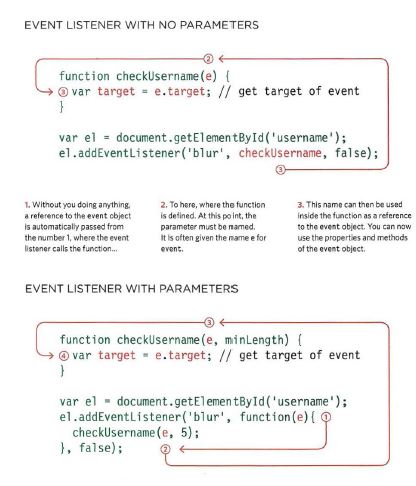 EVENT LISTENER WITH NO PARAMETERS
②
function checkUsername(e) {
③ var target = e.target; // get target of event
}
var el = document.getElementById('username');
el.addEventListener('blur', checkUsername, false);
③
1. Without you doing anything,
a reference to the event object
is automatically passed from
the number 1, where the event
listener calls the function...
2. To here, where the function
is defined. At this point, the
parameter must be named.
It is often given the name e for
event.
3. This name can then be used
inside the function as a reference
to the event object. You can now
use the properties and methods
of the event object.
EVENT LISTENER WITH PARAMETERS
③
function checkUsername(e, minLength) {
④ var target = e.target; // get target of event
}
var el = document.getElementById('username');
el.addEventListener('blur', function(e){ ①
checkUsername(e, 5);
}, false); ②